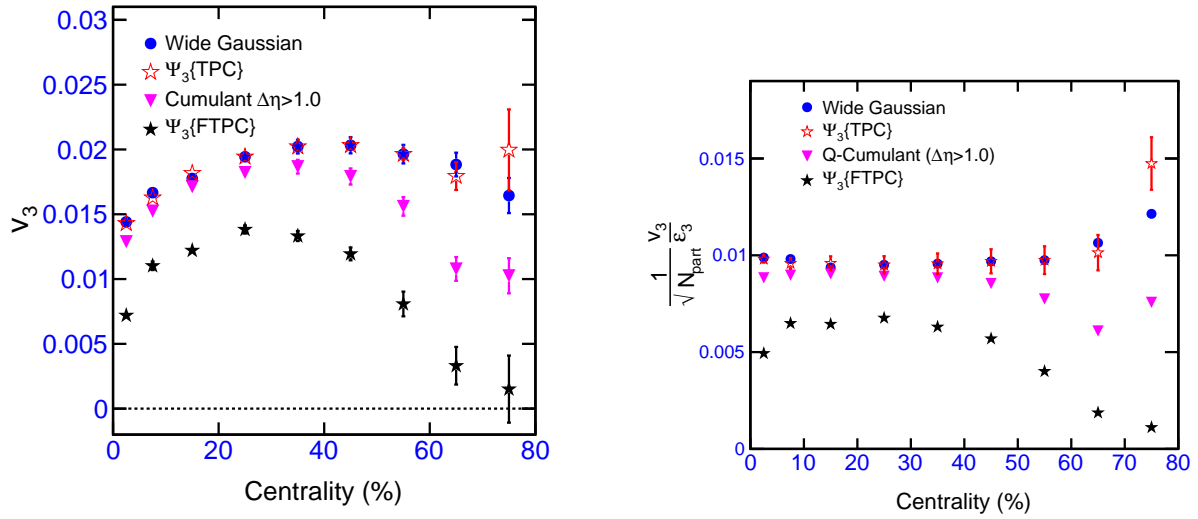 0.03
0.025
0.02
0.015
0.01
0.005
0
v₃
Wide Gaussian
Ψ₃{TPC}
Cumulant Δη>1.0
Ψ₃{FTPC}
0 20 40 60 80
Centrality (%)
0.015
0.01
0.005
0
1 v₃
√ N_part ε₃
Wide Gaussian
Ψ₃{TPC}
Q-Cumulant (Δη>1.0)
Ψ₃{FTPC}
0 10 20 30 40 50 60 70 80
Centrality (%)